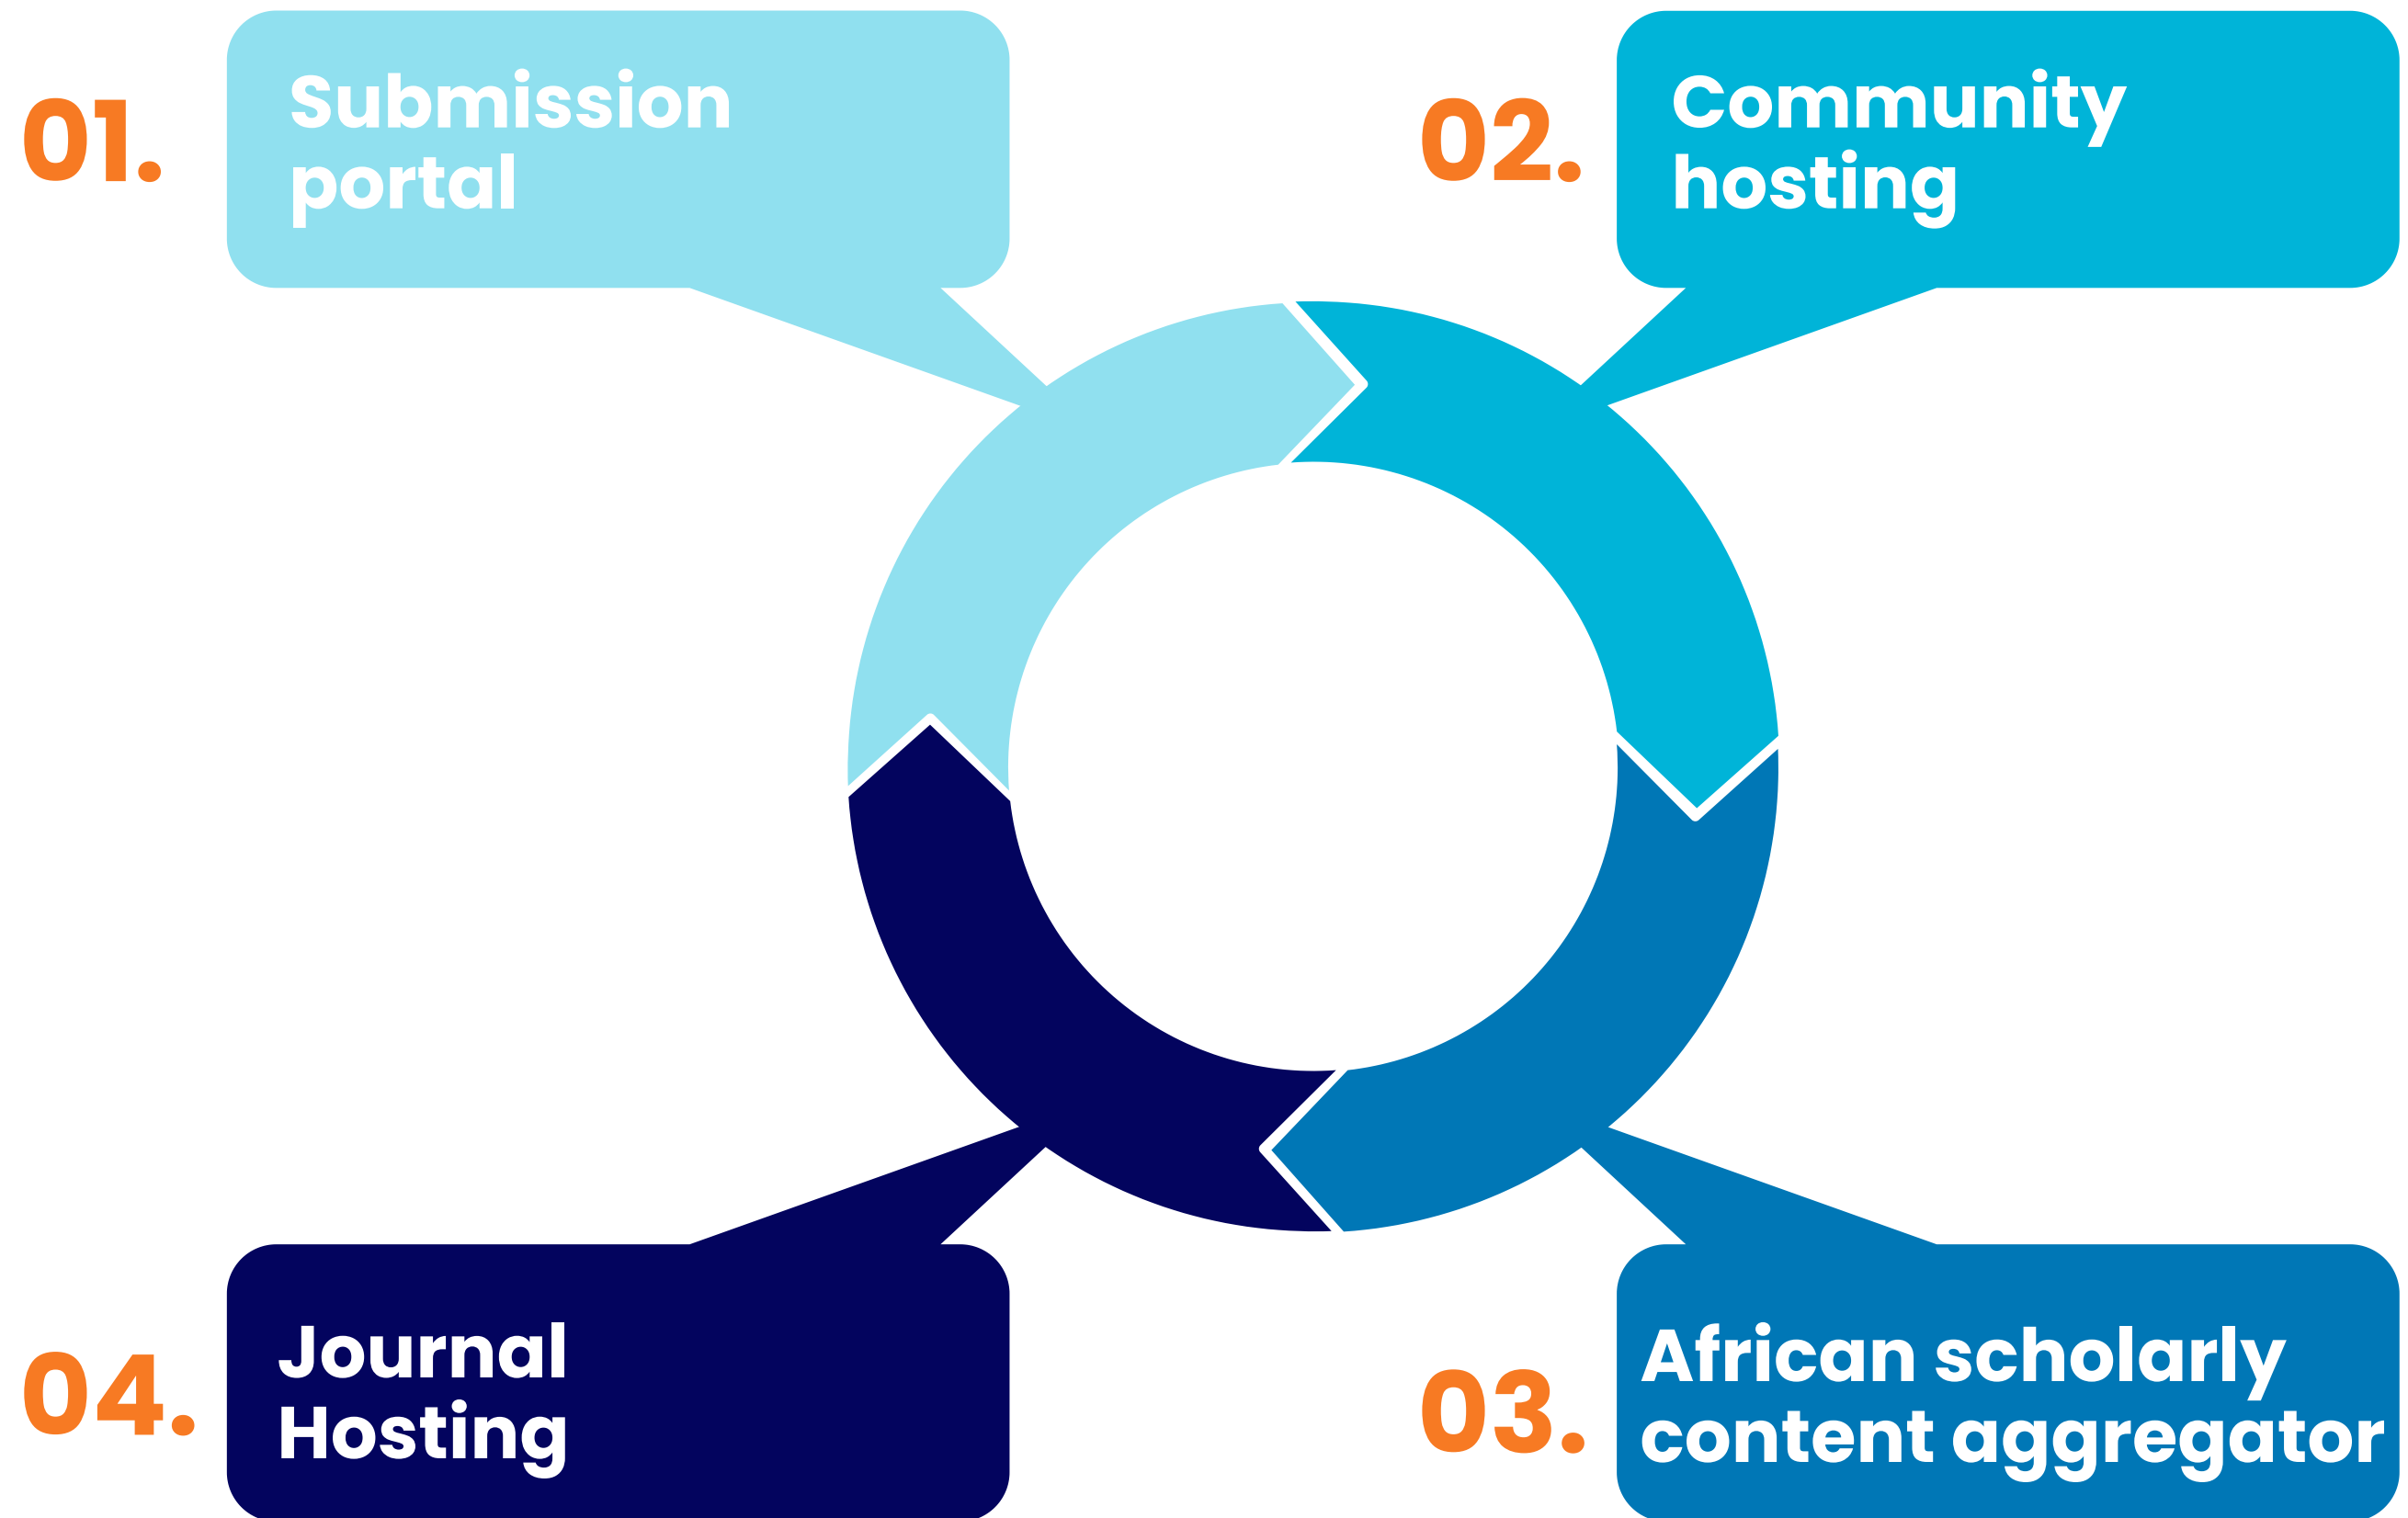 01.
Submission
portal
02.
Community
hosting
03.
African scholarly
content aggregator
04.
Journal
Hosting